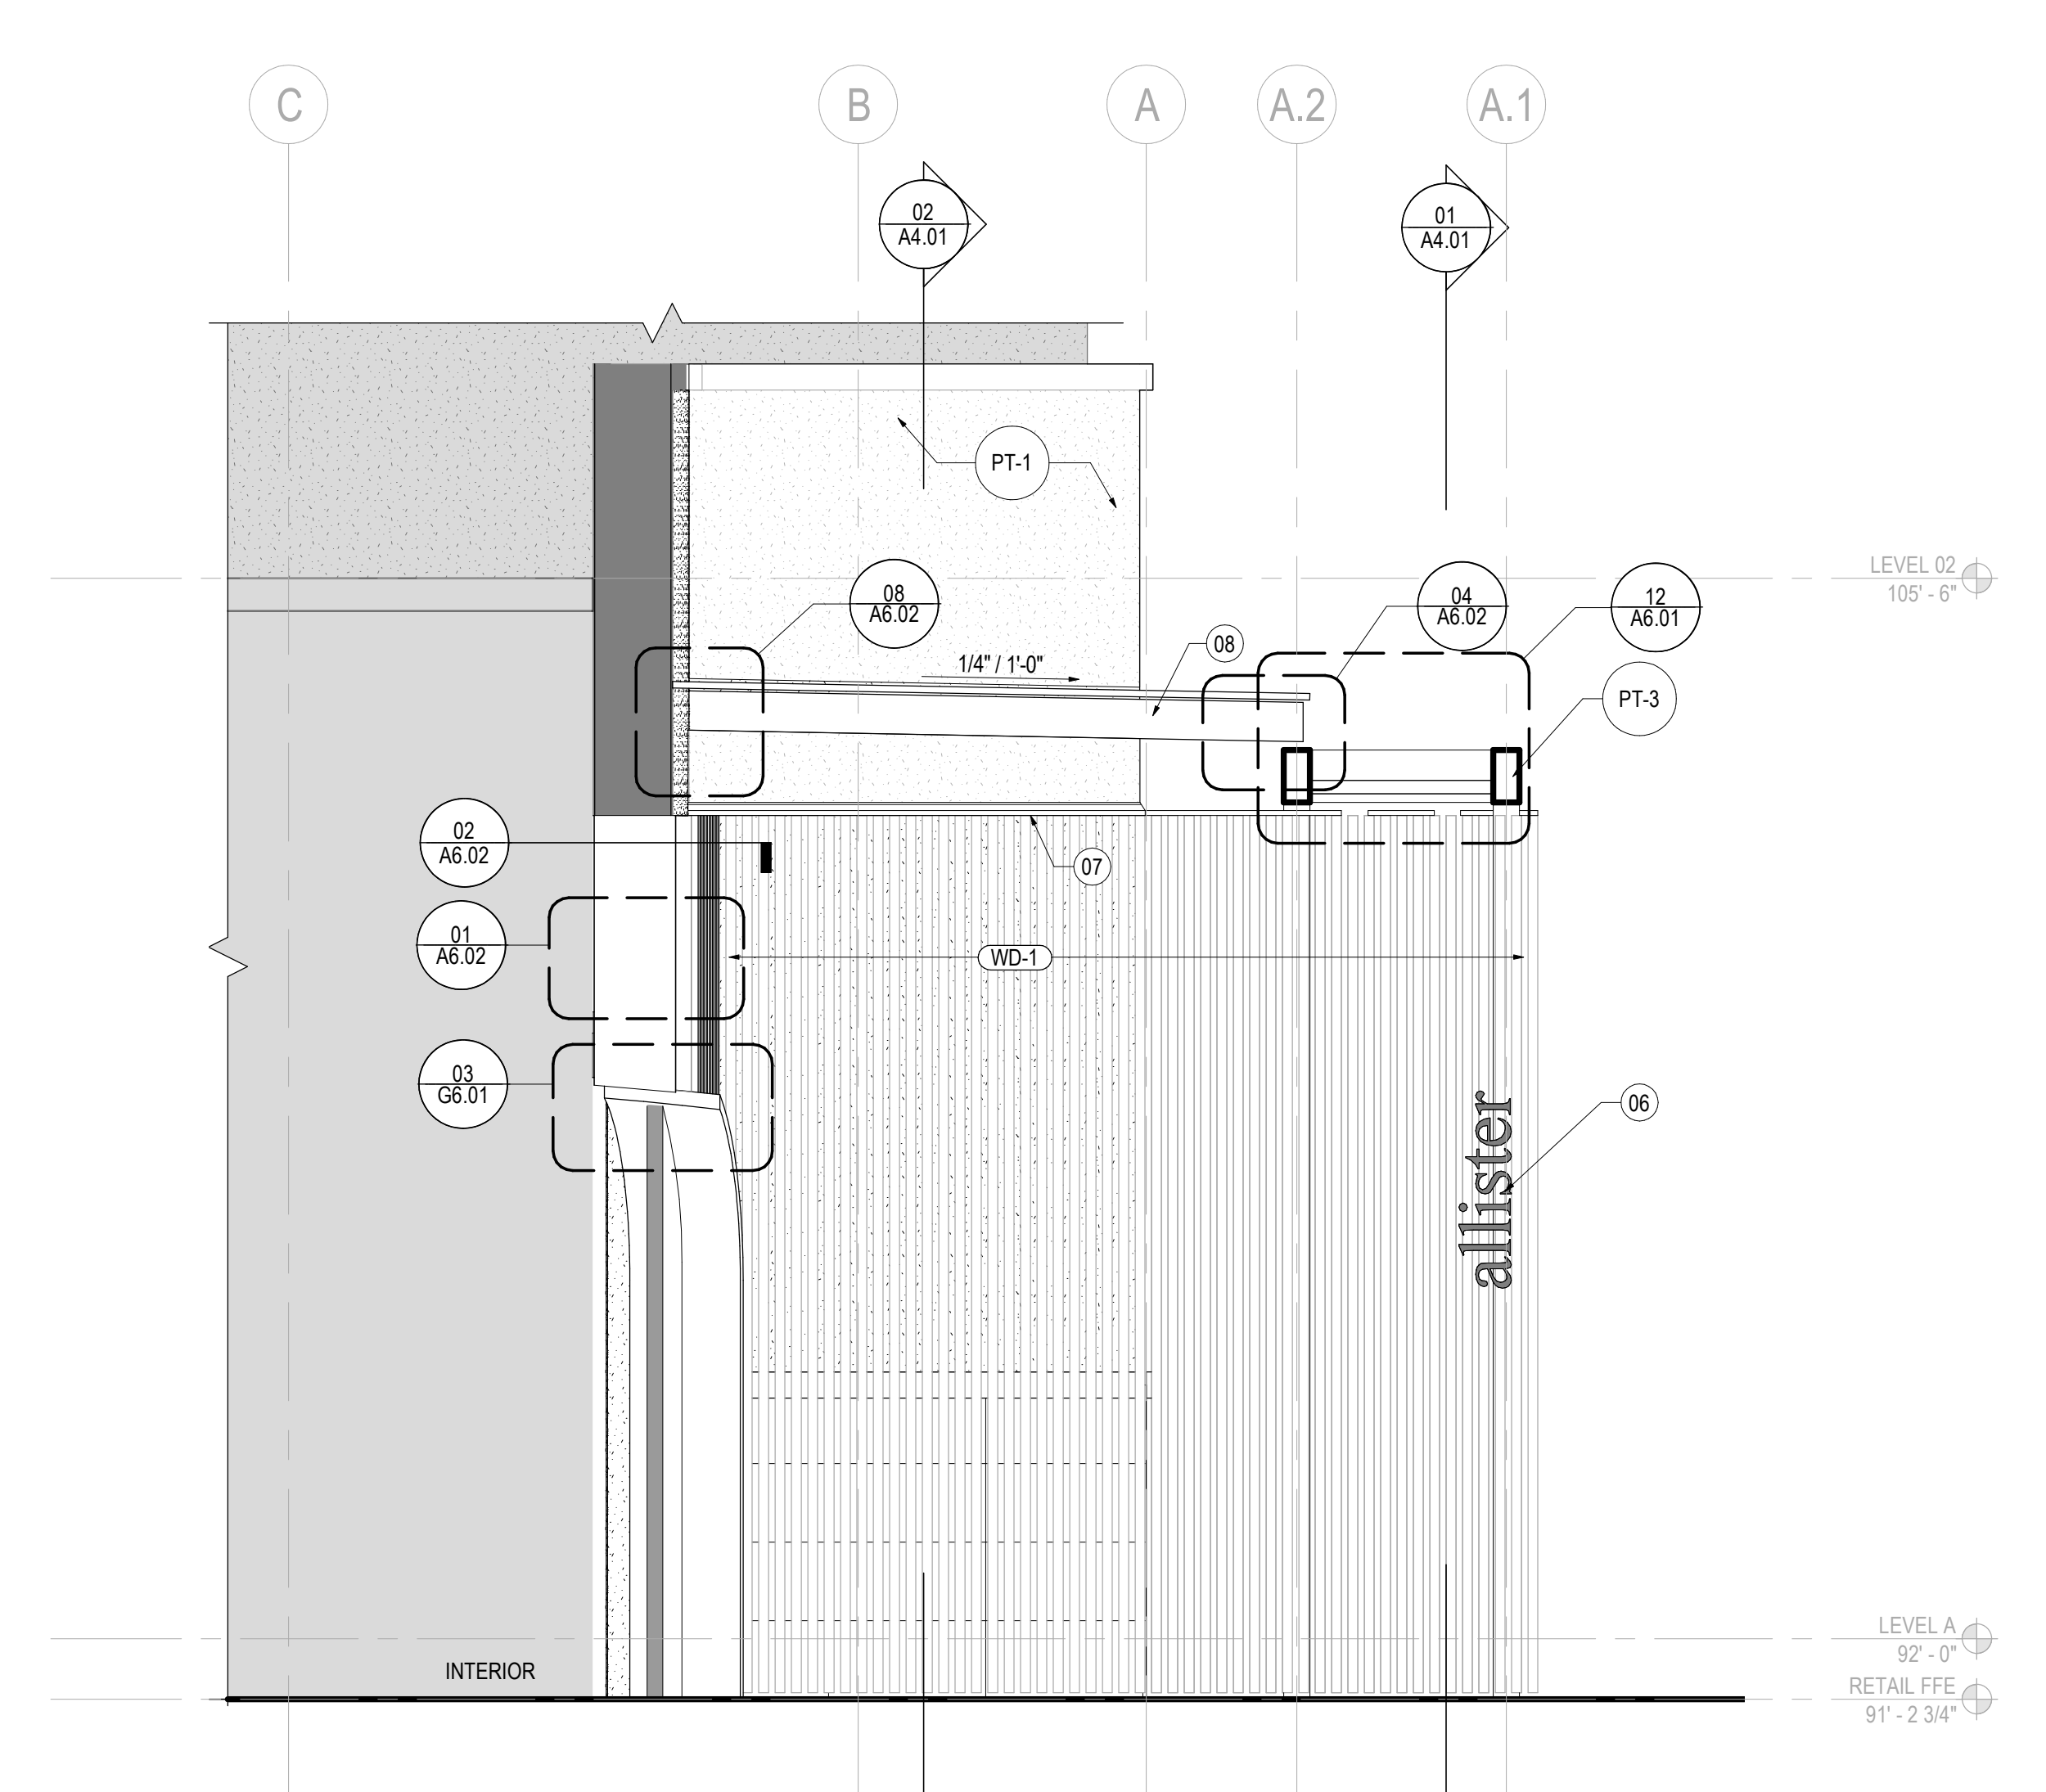 C
B
A
A.2
A.1
02
A4.01
01
A4.01
PT-1
LEVEL 02
105' - 6"
08
A6.02
04
A6.02
12
A6.01
08
1/4" / 1'-0"
PT-3
02
A6.02
07
01
A6.02
WD-1
03
G6.01
06
allister
LEVEL A
92' - 0"
INTERIOR
RETAIL FFE
91' - 2 3/4"